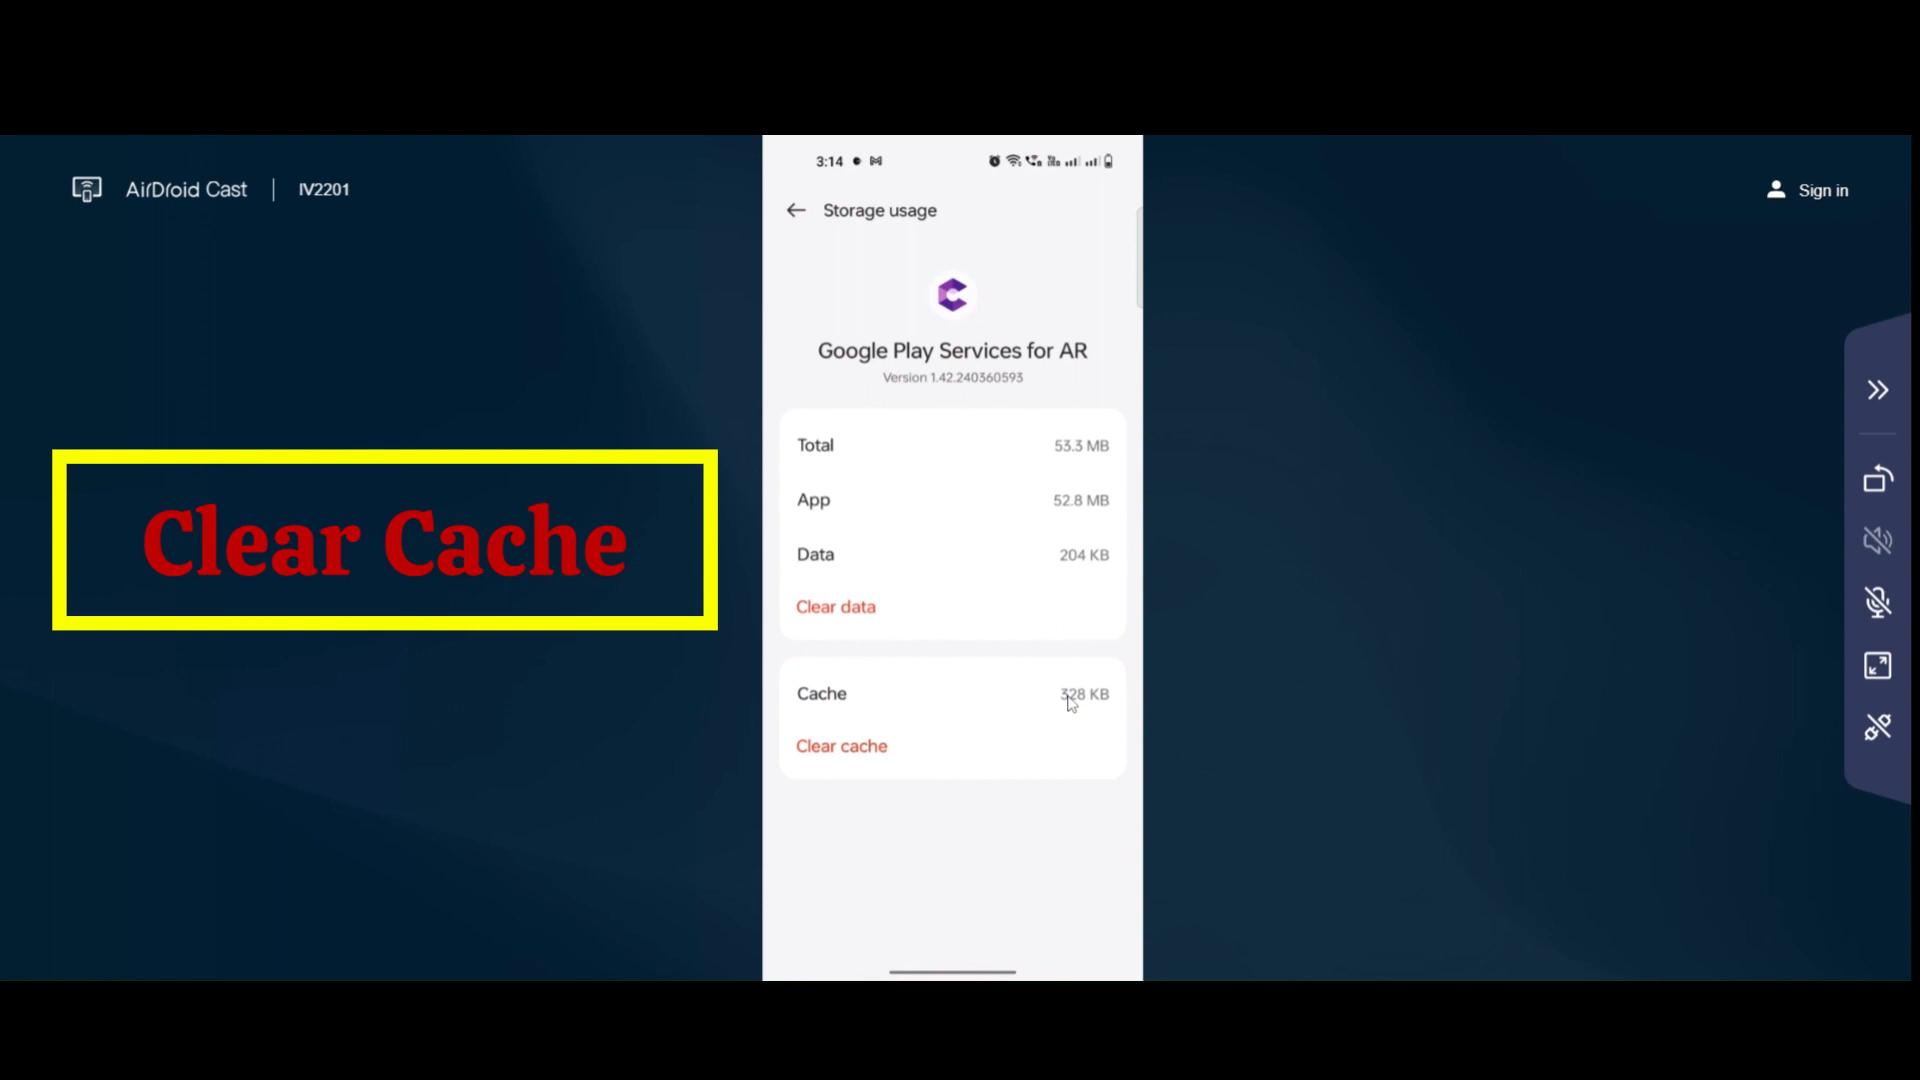 3:14
AirDroid Cast | IV2201
Sign in
Storage usage
Google Play Services for AR
Version 1.42.240360593
Total 53.3 MB
App 52.8 MB
Data 204 KB
Clear data
Clear Cache
Cache 328 KB
Clear cache